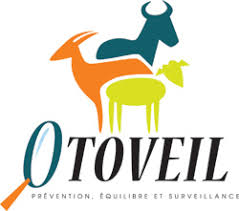 OTOVEIL
PRÉVENTION, ÉQUILIBRE ET SURVEILLANCE